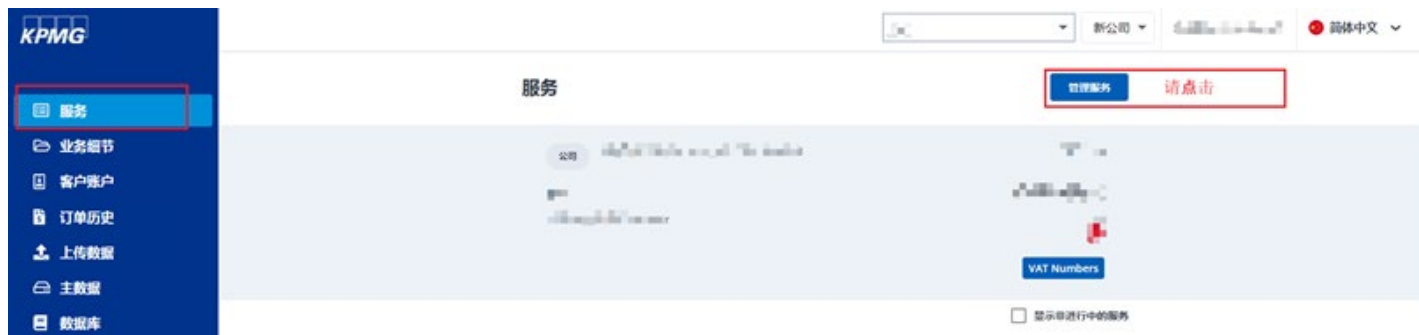 KPMG
新公司
简体中文
服务
管理服务 请点击
服务
业务细节
公司
客户账户
订单历史
上传数据
VAT Numbers
主数据
显示非进行中的服务
数据库